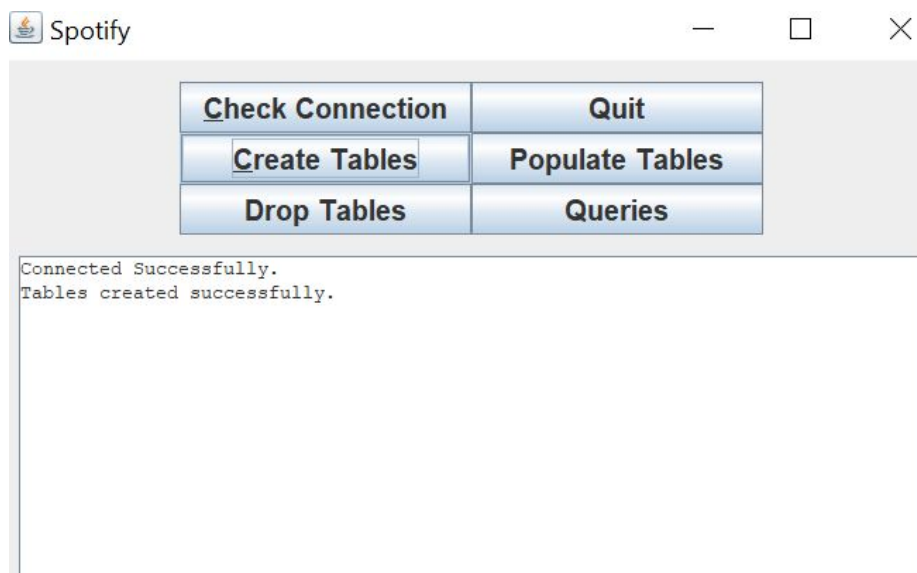 Spotify
Check Connection Quit
Create Tables Populate Tables
Drop Tables Queries
Connected Successfully.
Tables created successfully.